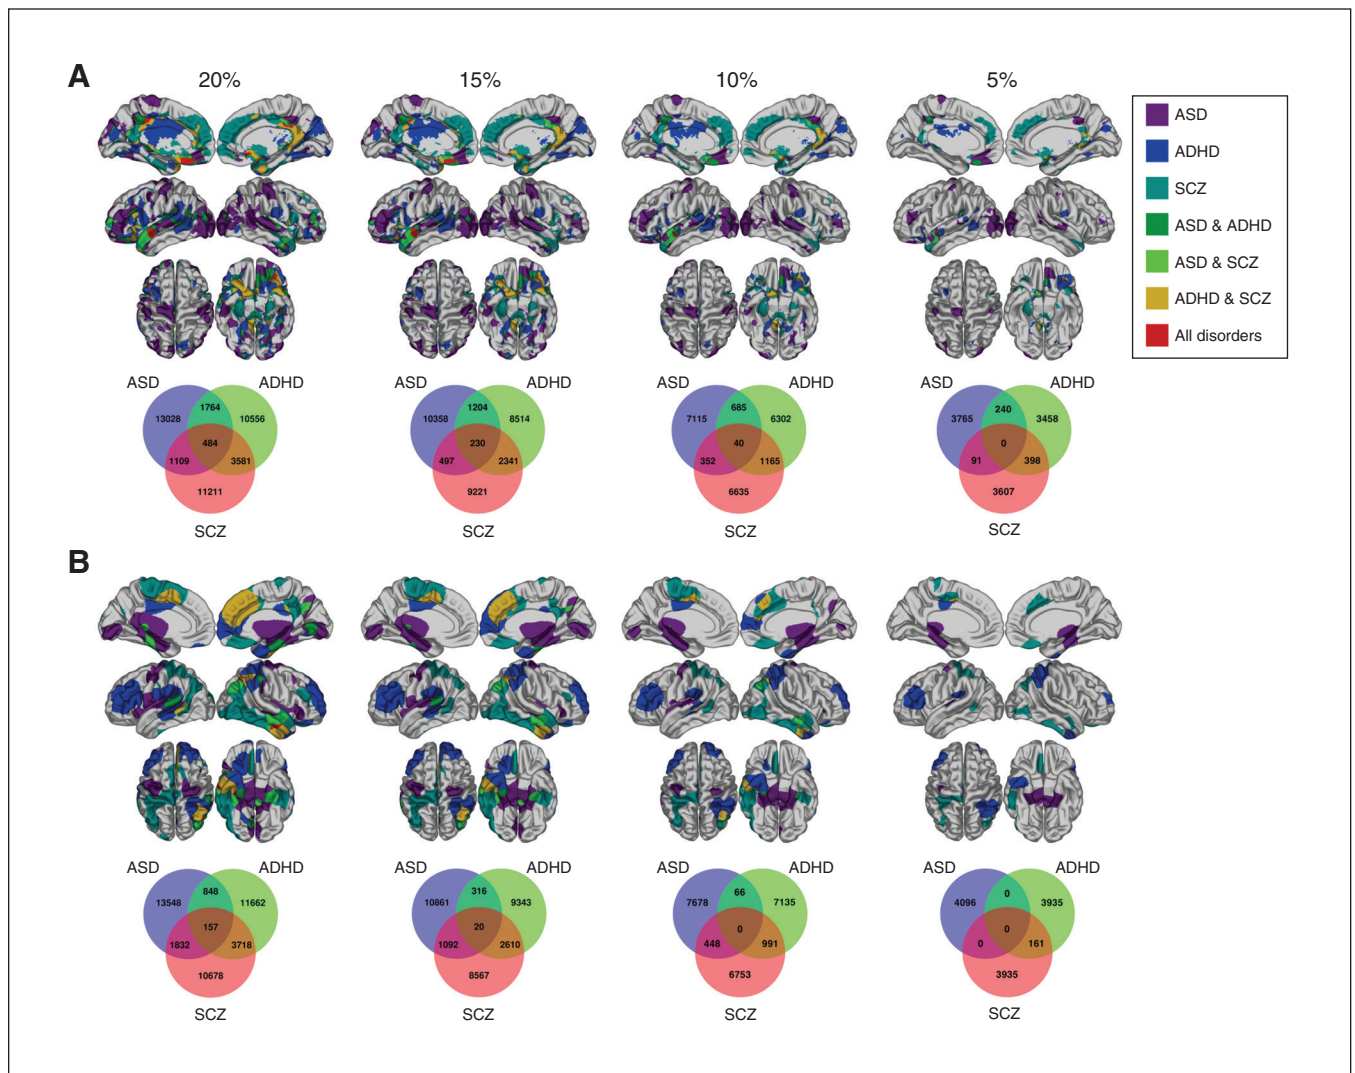 A
20%
15%
10%
5%
ASD
ADHD
SCZ
ASD & ADHD
ASD & SCZ
ADHD & SCZ
All disorders
ASD
ADHD
13028
1764
10556
484
1109
3581
11211
SCZ
ASD
ADHD
10358
1204
8514
230
497
2341
9221
SCZ
ASD
ADHD
7115
685
6302
40
352
1165
6635
SCZ
ASD
ADHD
3765
240
3458
0
91
398
3607
SCZ
B
ASD
ADHD
13548
848
11662
157
1832
3718
10678
SCZ
ASD
ADHD
10861
316
9343
20
1092
2610
8567
SCZ
ASD
ADHD
7678
66
7135
0
448
991
6753
SCZ
ASD
ADHD
4096
0
3935
0
0
161
3935
SCZ